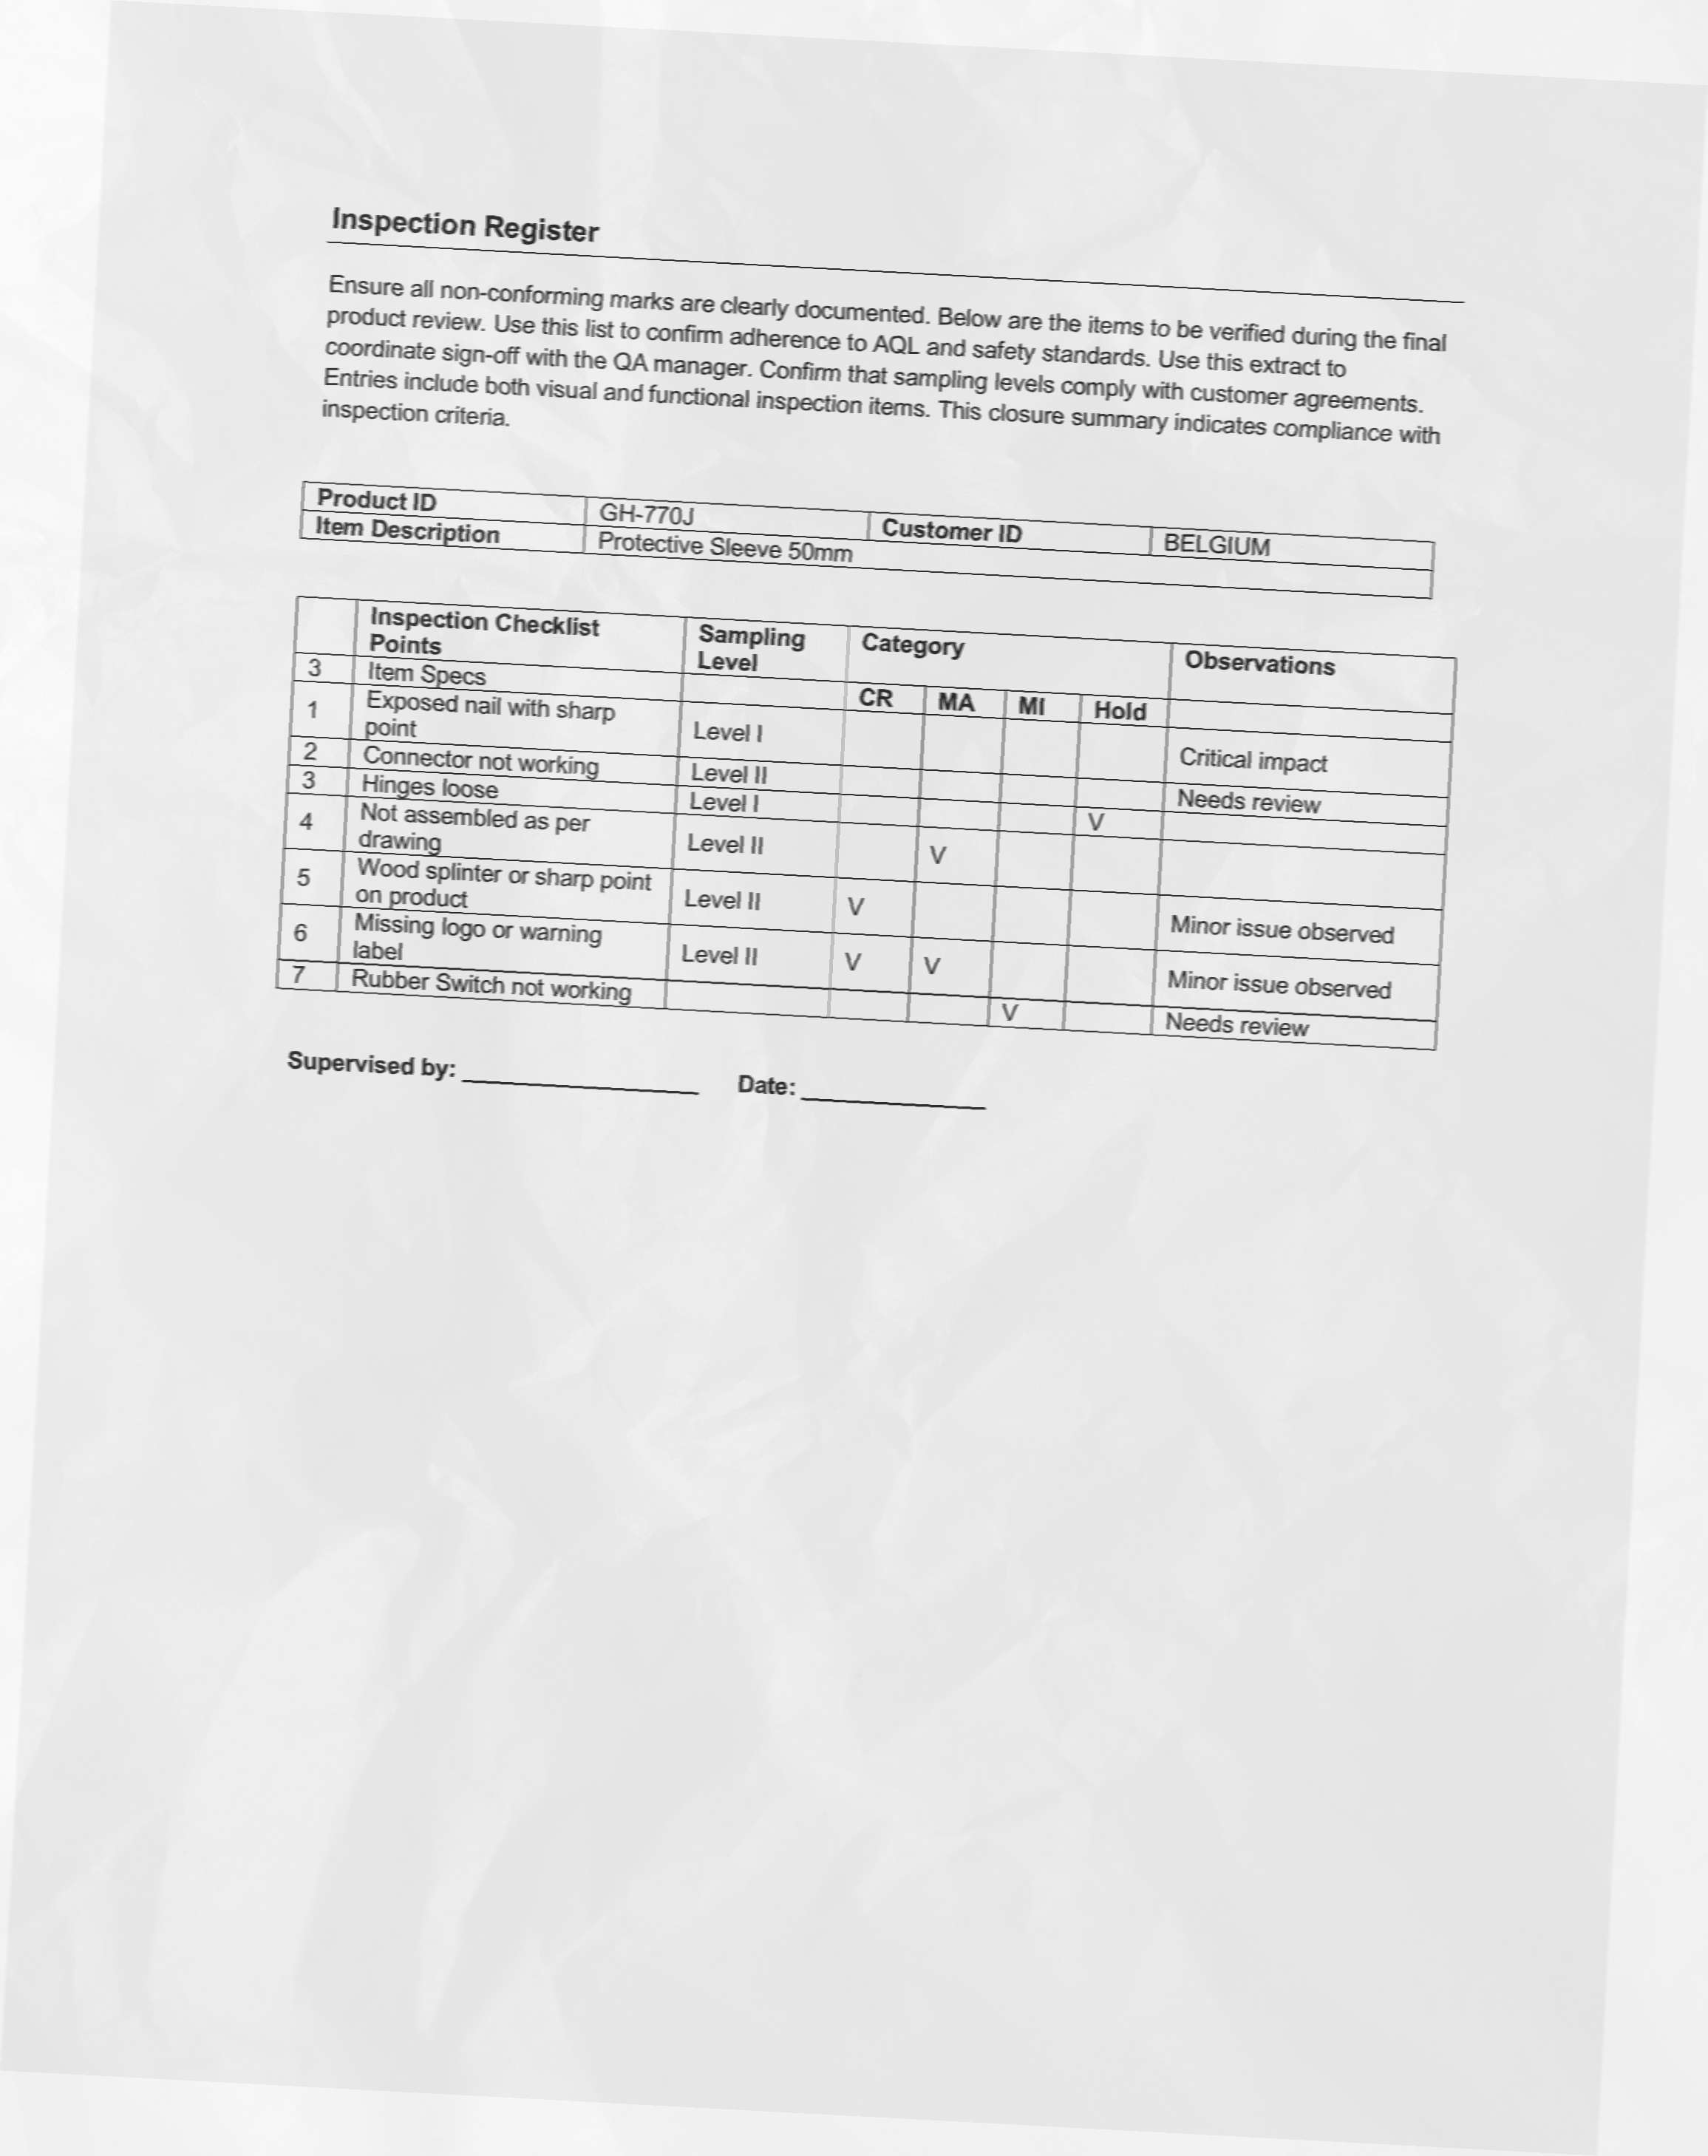 Inspection Register
Ensure all non-conforming marks are clearly documented. Below are the items to be verified during the final
product review. Use this list to confirm adherence to AQL and safety standards. Use this extract to
coordinate sign-off with the QA manager. Confirm that sampling levels comply with customer agreements.
Entries include both visual and functional inspection items. This closure summary indicates compliance with
inspection criteria.
Product ID GH-770J Customer ID BELGIUM
Item Description Protective Sleeve 50mm
Inspection Checklist Sampling Category Observations
Points Level
3 Item Specs CR MA MI Hold
1 Exposed nail with sharp Level I Critical impact
point
2 Connector not working Level II Needs review
3 Hinges loose Level I V
4 Not assembled as per Level II V
drawing
5 Wood splinter or sharp point Level II V Minor issue observed
on product
6 Missing logo or warning Level II V V Minor issue observed
label
7 Rubber Switch not working V Needs review
Supervised by: __________________ Date: ______________